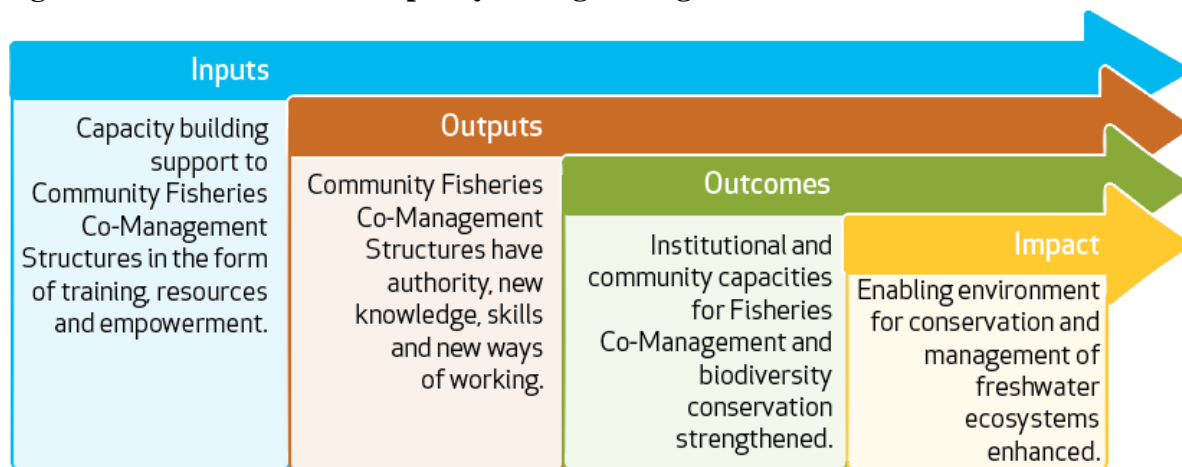 Inputs
Capacity building
support to
Community Fisheries
Co-Management
Structures in the form
of training, resources
and empowerment.
Outputs
Community Fisheries
Co-Management
Structures have
authority, new
knowledge, skills
and new ways
of working.
Outcomes
Institutional and
community capacities
for Fisheries
Co-Management and
biodiversity
conservation
strengthened.
Impact
Enabling environment
for conservation and
management of
freshwater
ecosystems
enhanced.